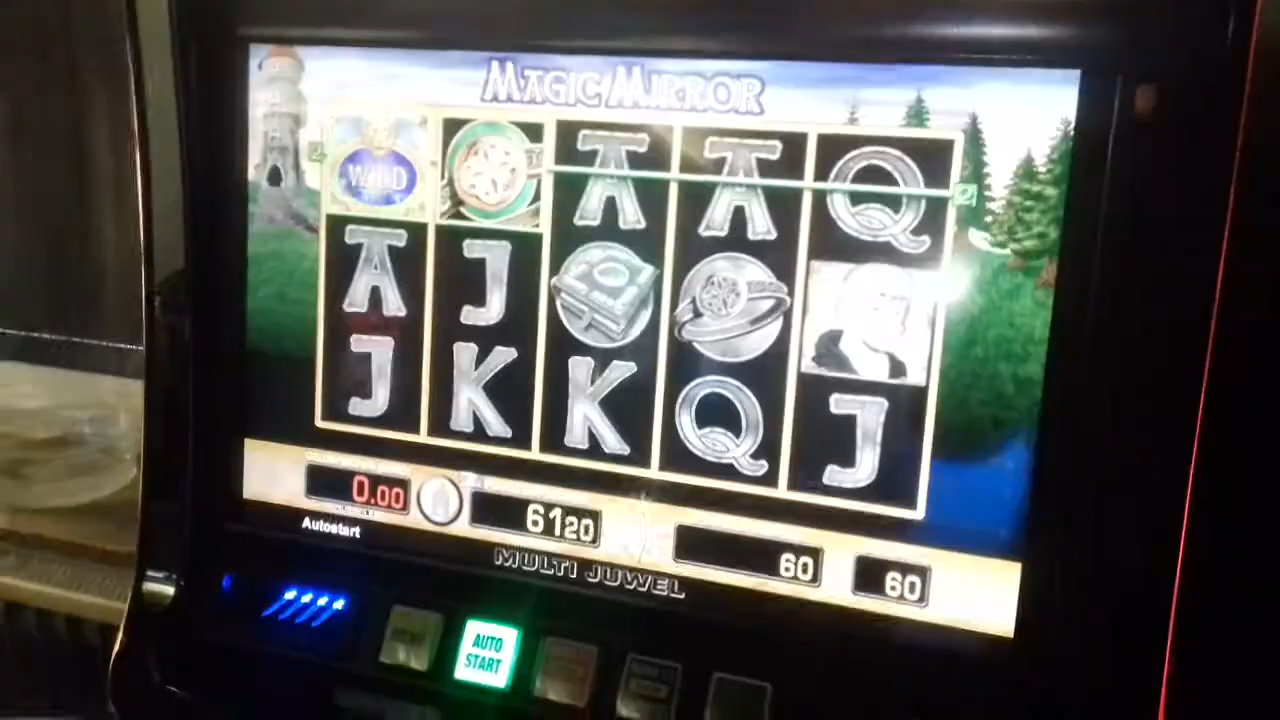 MAGIC MIRROR
WILD A A Q
A J
J K K Q J
0.00 6120 60 60
Autostart
MULTI JUWEL
AUTO
START